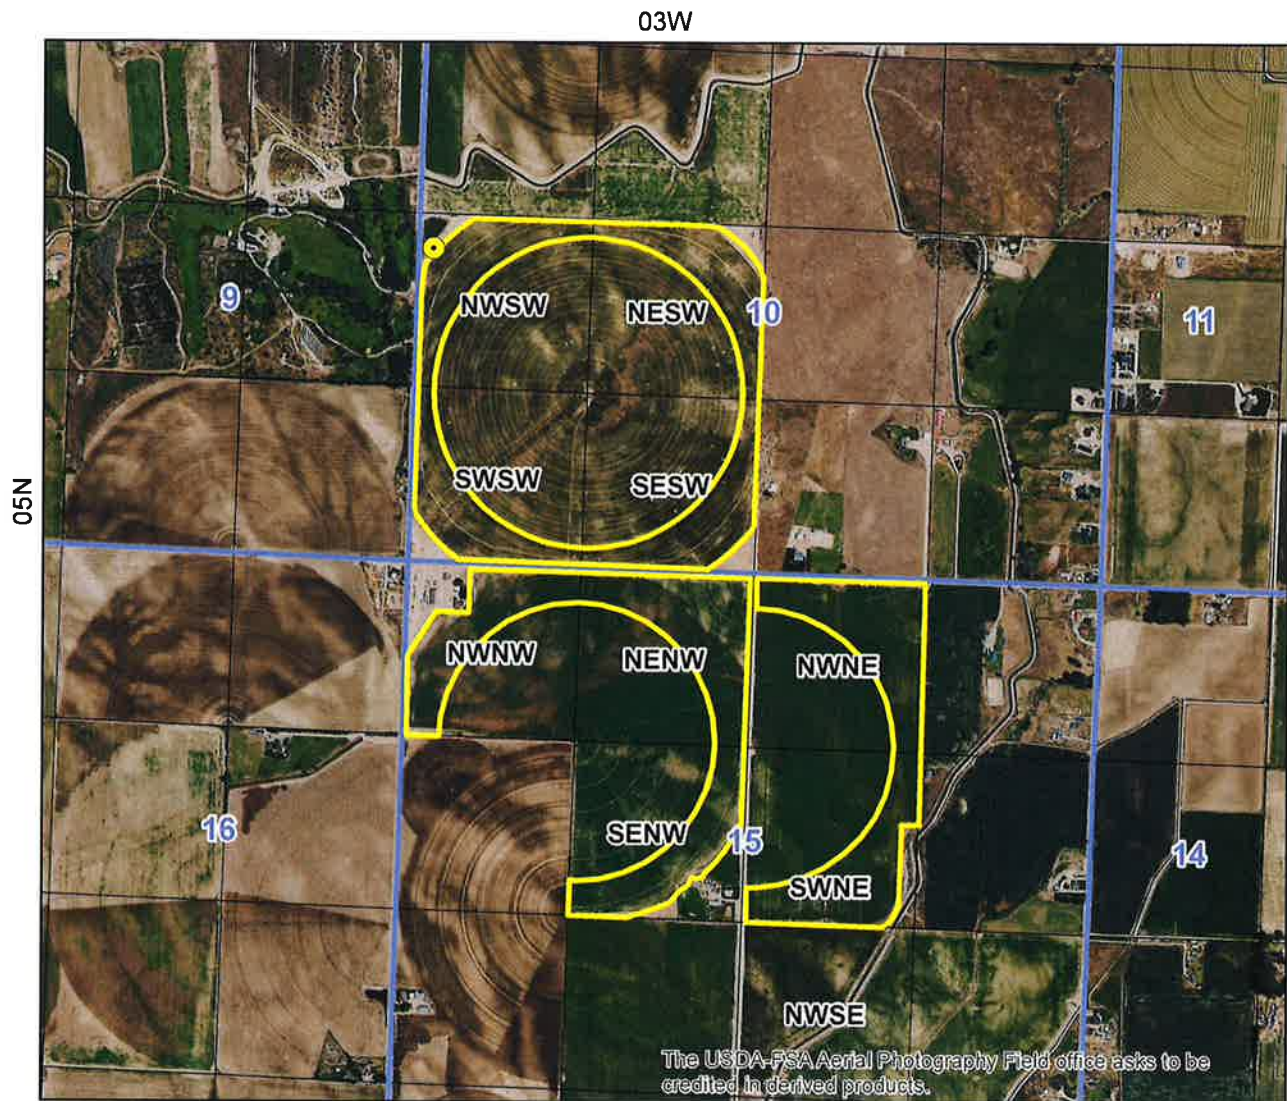 03W
05N
9
10
11
NWSW
NESW
SWSW
SESW
NWNW
NENW
NWNE
16
SENW
15
14
SWNE
NWSE
The USDA-FSA Aerial Photography Field office asks to be
credited in derived products.